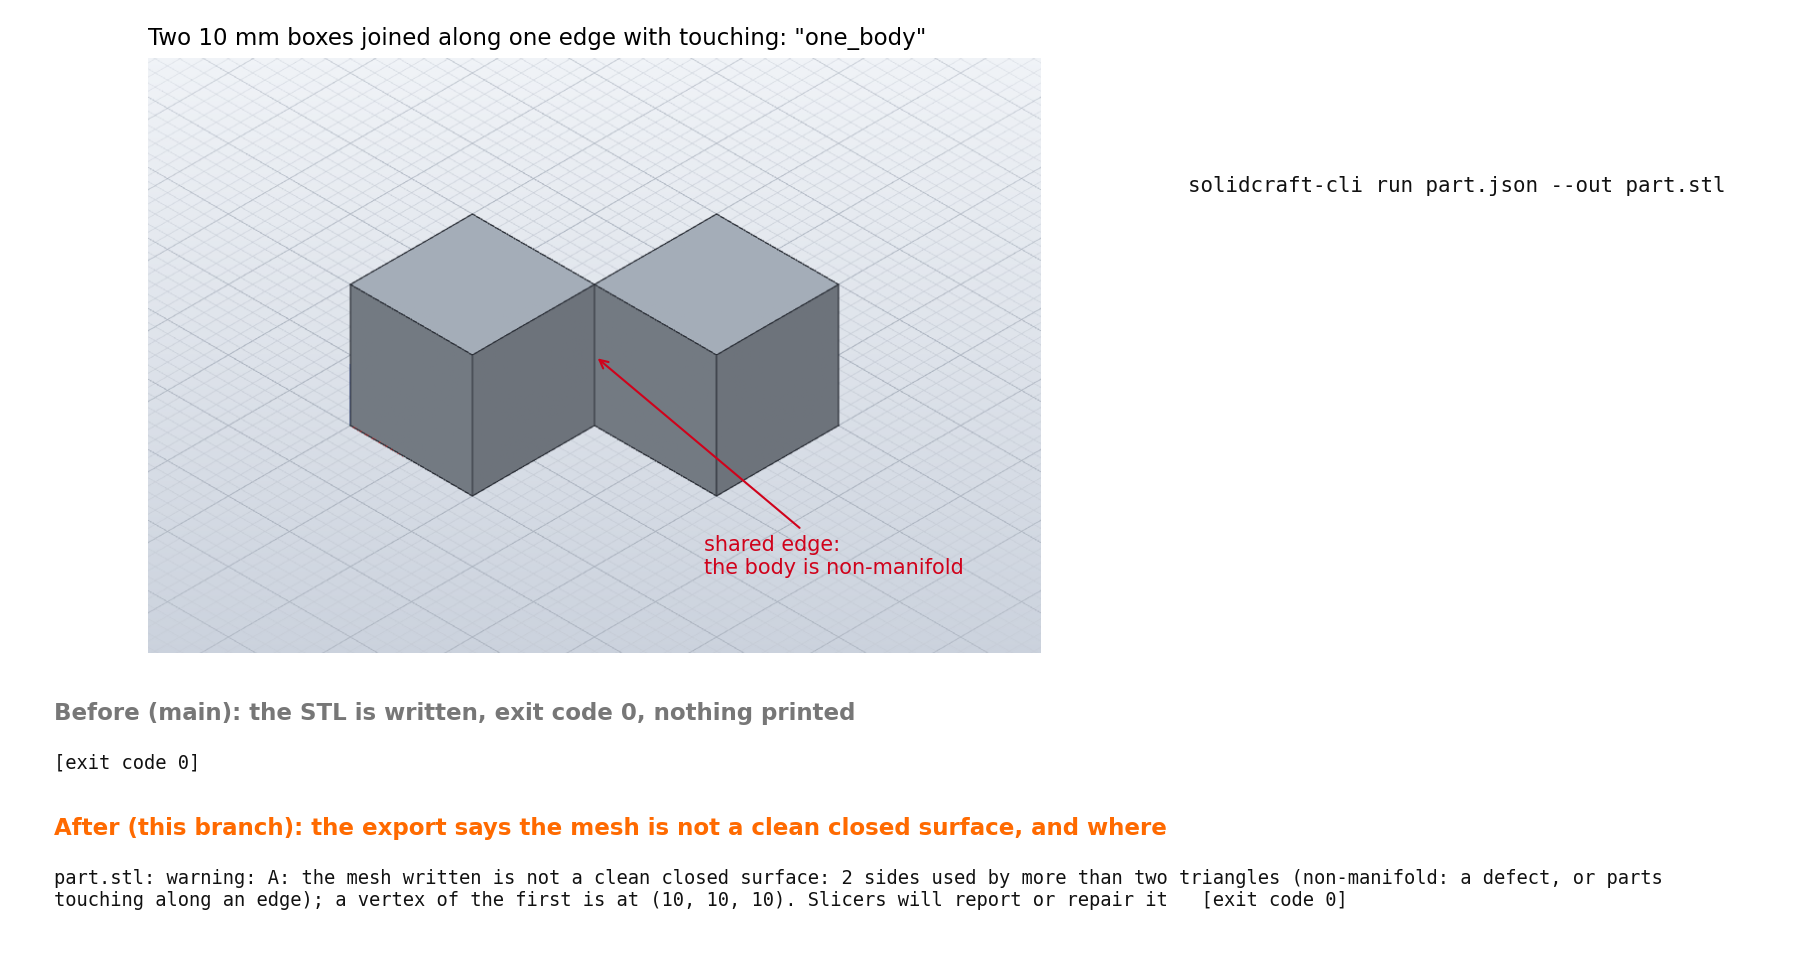 Two 10 mm boxes joined along one edge with touching: "one_body"
solidcraft-cli run part.json --out part.stl
shared edge:
the body is non-manifold
Before (main): the STL is written, exit code 0, nothing printed
[exit code 0]
After (this branch): the export says the mesh is not a clean closed surface, and where
part.stl: warning: A: the mesh written is not a clean closed surface: 2 sides used by more than two triangles (non-manifold: a defect, or parts
touching along an edge); a vertex of the first is at (10, 10, 10). Slicers will report or repair it   [exit code 0]